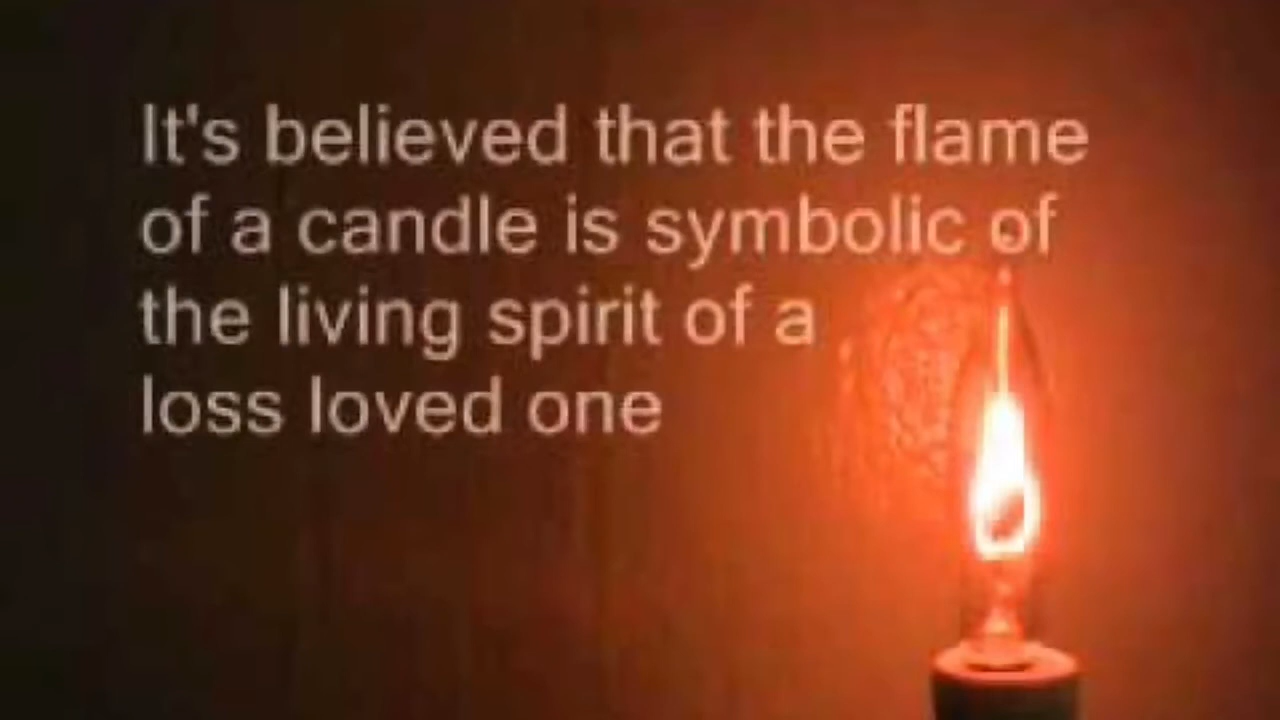 It's believed that the flame
of a candle is symbolic of
the living spirit of a
loss loved one